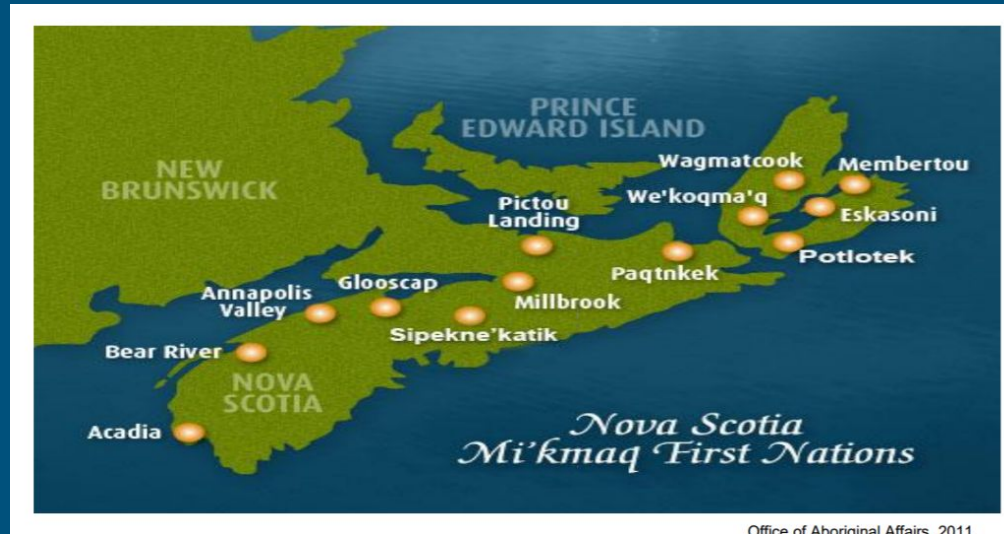 PRINCE
EDWARD ISLAND
NEW
BRUNSWICK
Wagmatcook
Membertou
We'koqma'q
Eskasoni
Pictou
Landing
Potlotek
Paqtnkek
Glooscap
Millbrook
Annapolis
Valley
Sipekne'katik
Bear River
NOVA
SCOTIA
Acadia
Nova Scotia
Mi'kmaq First Nations
Office of Aboriginal Affairs, 2011